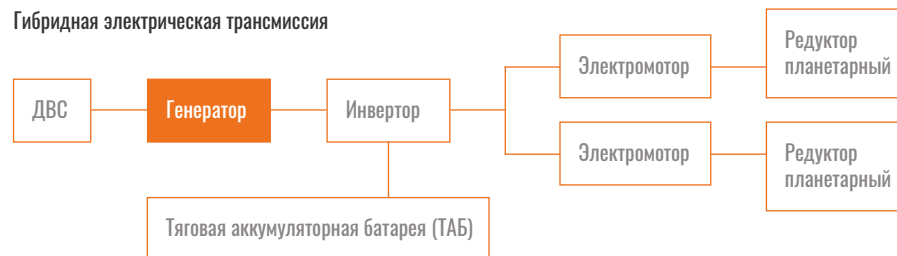 Гибридная электрическая трансмиссия
ДВС
Генератор
Инвертор
Электромотор
Редуктор
планетарный
Электромотор
Редуктор
планетарный
Тяговая аккумуляторная батарея (ТАБ)